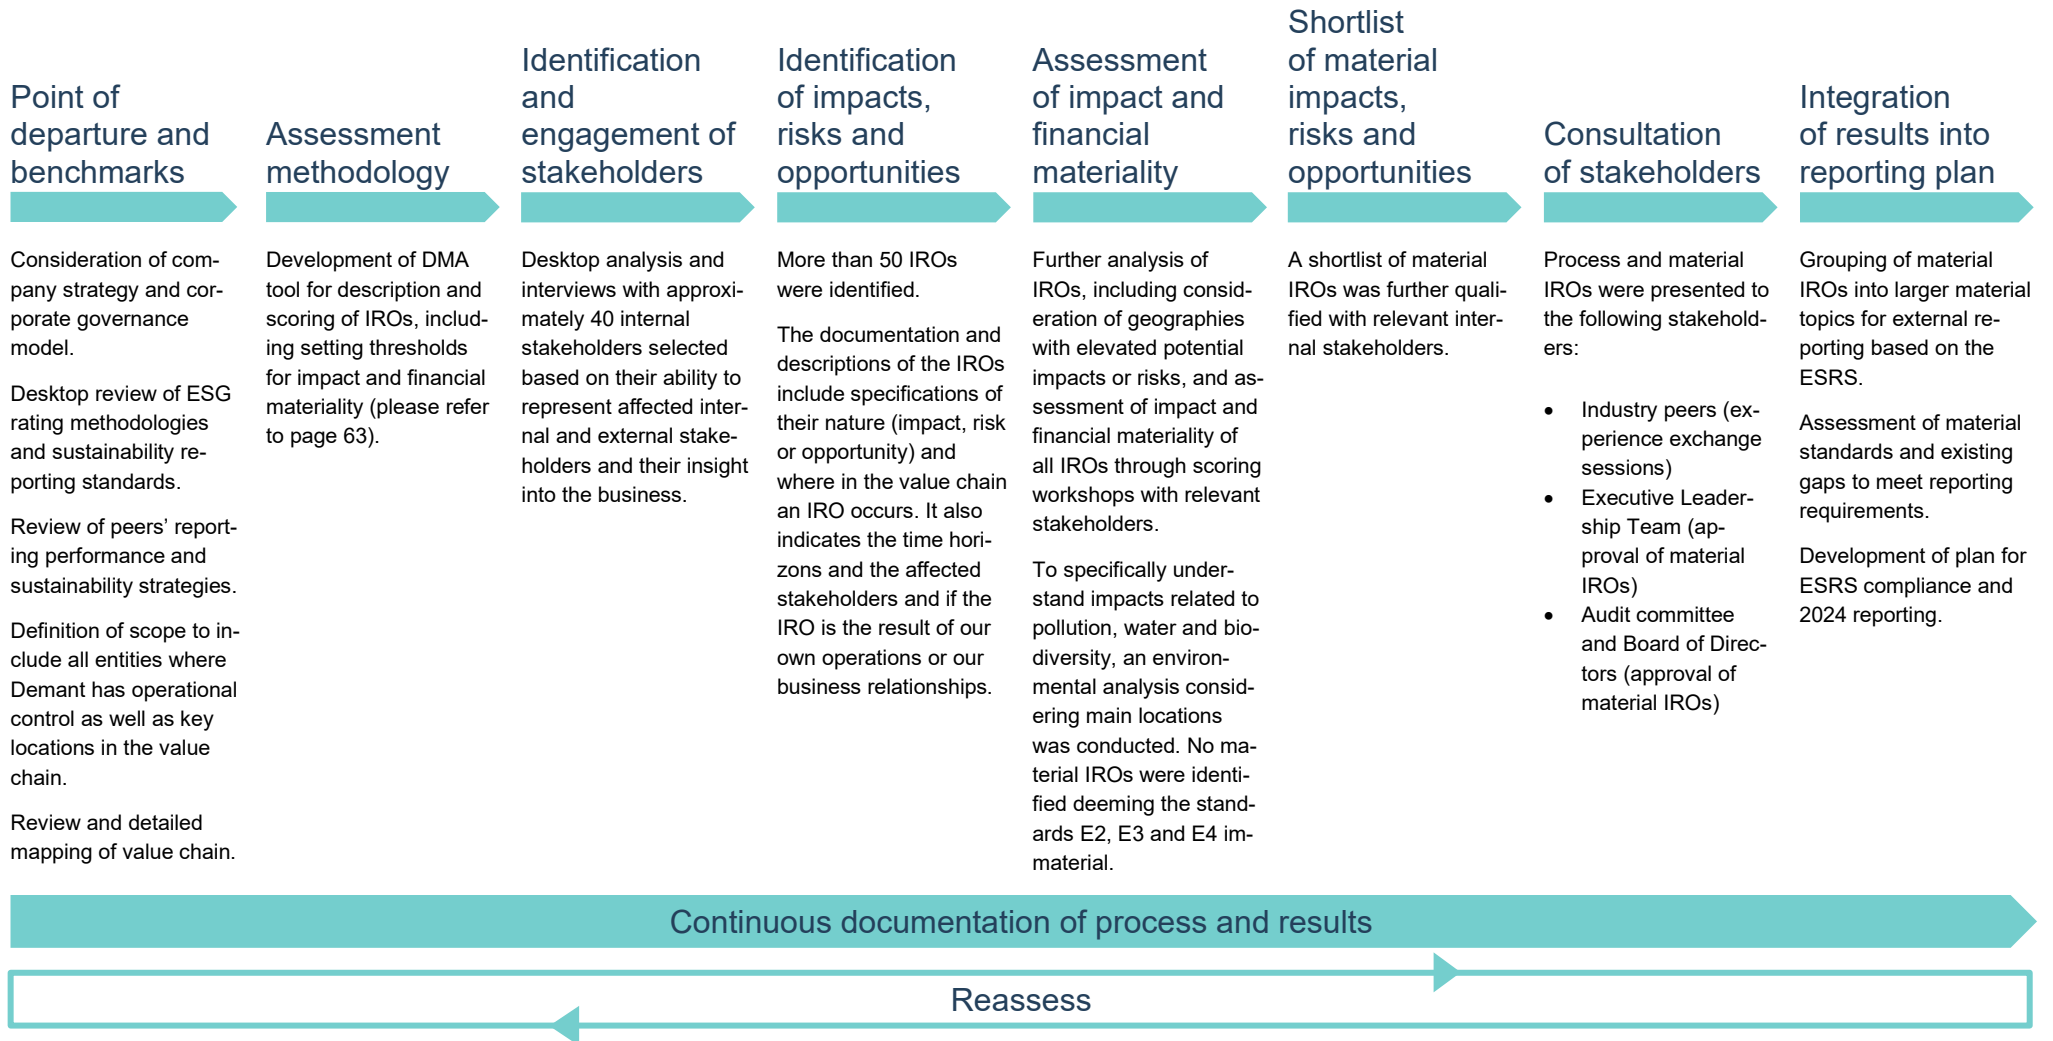 Point of
departure and
benchmarks
Consideration of com-
pany strategy and cor-
porate governance
model.
Desktop review of ESG
rating methodologies
and sustainability re-
porting standards.
Review of peers’ report-
ing performance and
sustainability strategies.
Definition of scope to in-
clude all entities where
Demant has operational
control as well as key
locations in the value
chain.
Review and detailed
mapping of value chain.
Assessment
methodology
Development of DMA
tool for description and
scoring of IROs, includ-
ing setting thresholds
for impact and financial
materiality (please refer
to page 63).
Identification
and
engagement of
stakeholders
Desktop analysis and
interviews with approxi-
mately 40 internal
stakeholders selected
based on their ability to
represent affected inter-
nal and external stake-
holders and their insight
into the business.
Identification
of impacts,
risks and
opportunities
More than 50 IROs
were identified.
The documentation and
descriptions of the IROs
include specifications of
their nature (impact, risk
or opportunity) and
where in the value chain
an IRO occurs. It also
indicates the time hori-
zons and the affected
stakeholders and if the
IRO is the result of our
own operations or our
business relationships.
Assessment
of impact and
financial
materiality
Further analysis of
IROs, including consid-
eration of geographies
with elevated potential
impacts or risks, and as-
sessment of impact and
financial materiality of
all IROs through scoring
workshops with relevant
stakeholders.
To specifically under-
stand impacts related to
pollution, water and bio-
diversity, an environ-
mental analysis consid-
ering main locations
was conducted. No ma-
terial IROs were identi-
fied deeming the stand-
ards E2, E3 and E4 im-
material.
Shortlist
of material
impacts,
risks and
opportunities
A shortlist of material
IROs was further quali-
fied with relevant inter-
nal stakeholders.
Consultation
of stakeholders
Process and material
IROs were presented to
the following stakehold-
ers:
• Industry peers (ex-
perience exchange
sessions)
• Executive Leader-
ship Team (ap-
proval of material
IROs)
• Audit committee
and Board of Direc-
tors (approval of
material IROs)
Integration
of results into
reporting plan
Grouping of material
IROs into larger material
topics for external re-
porting based on the
ESRS.
Assessment of material
standards and existing
gaps to meet reporting
requirements.
Development of plan for
ESRS compliance and
2024 reporting.
Continuous documentation of process and results
Reassess